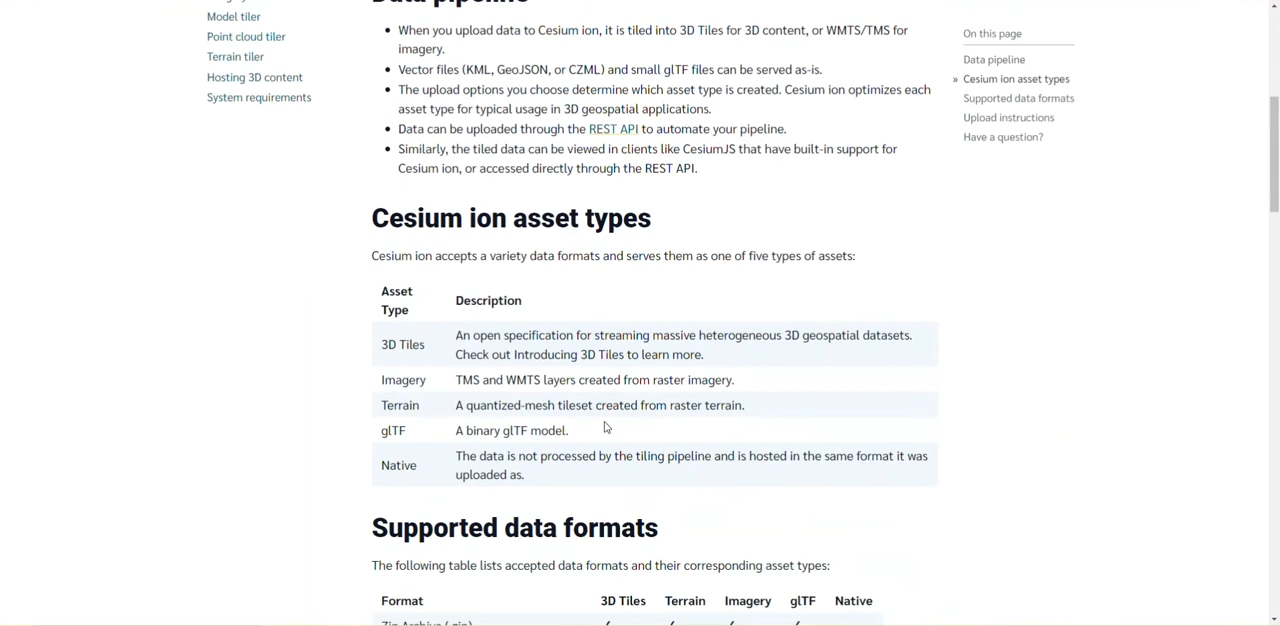 Data pipeline
Model tiler
Point cloud tiler
Terrain tiler
Hosting 3D content
System requirements
When you upload data to Cesium ion, it is tiled into 3D Tiles for 3D content, or WMTS/TMS for
imagery.
Vector files (KML, GeoJSON, or CZML) and small glTF files can be served as-is.
The upload options you choose determine which asset type is created. Cesium ion optimizes each
asset type for typical usage in 3D geospatial applications.
Data can be uploaded through the REST API to automate your pipeline.
Similarly, the tiled data can be viewed in clients like CesiumJS that have built-in support for
Cesium ion, or accessed directly through the REST API.
On this page
Data pipeline
» Cesium ion asset types
Supported data formats
Upload instructions
Have a question?
Cesium ion asset types
Cesium ion accepts a variety data formats and serves them as one of five types of assets:
Asset
Type
Description
3D Tiles
An open specification for streaming massive heterogeneous 3D geospatial datasets.
Check out Introducing 3D Tiles to learn more.
Imagery TMS and WMTS layers created from raster imagery.
Terrain A quantized-mesh tileset created from raster terrain.
glTF A binary glTF model.
Native
The data is not processed by the tiling pipeline and is hosted in the same format it was
uploaded as.
Supported data formats
The following table lists accepted data formats and their corresponding asset types:
Format 3D Tiles Terrain Imagery glTF Native